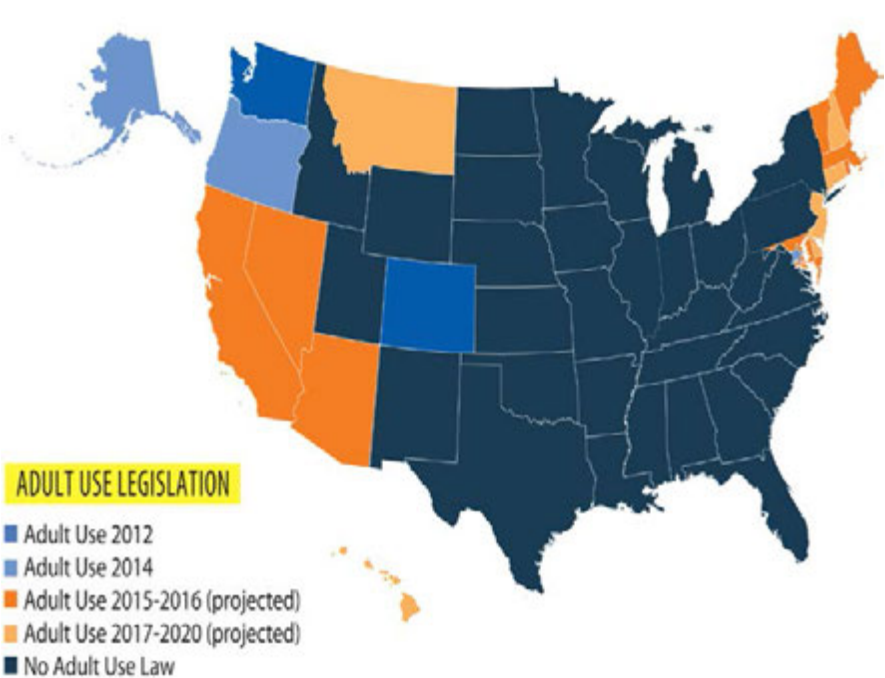 ADULT USE LEGISLATION
Adult Use 2012
Adult Use 2014
Adult Use 2015-2016 (projected)
Adult Use 2017-2020 (projected)
No Adult Use Law